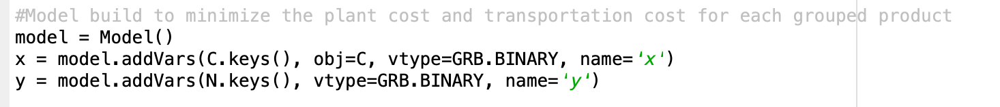 #Model build to minimize the plant cost and transportation cost for each grouped product
model = Model()
x = model.addVars(C.keys(), obj=C, vtype=GRB.BINARY, name='x')
y = model.addVars(N.keys(), vtype=GRB.BINARY, name='y')